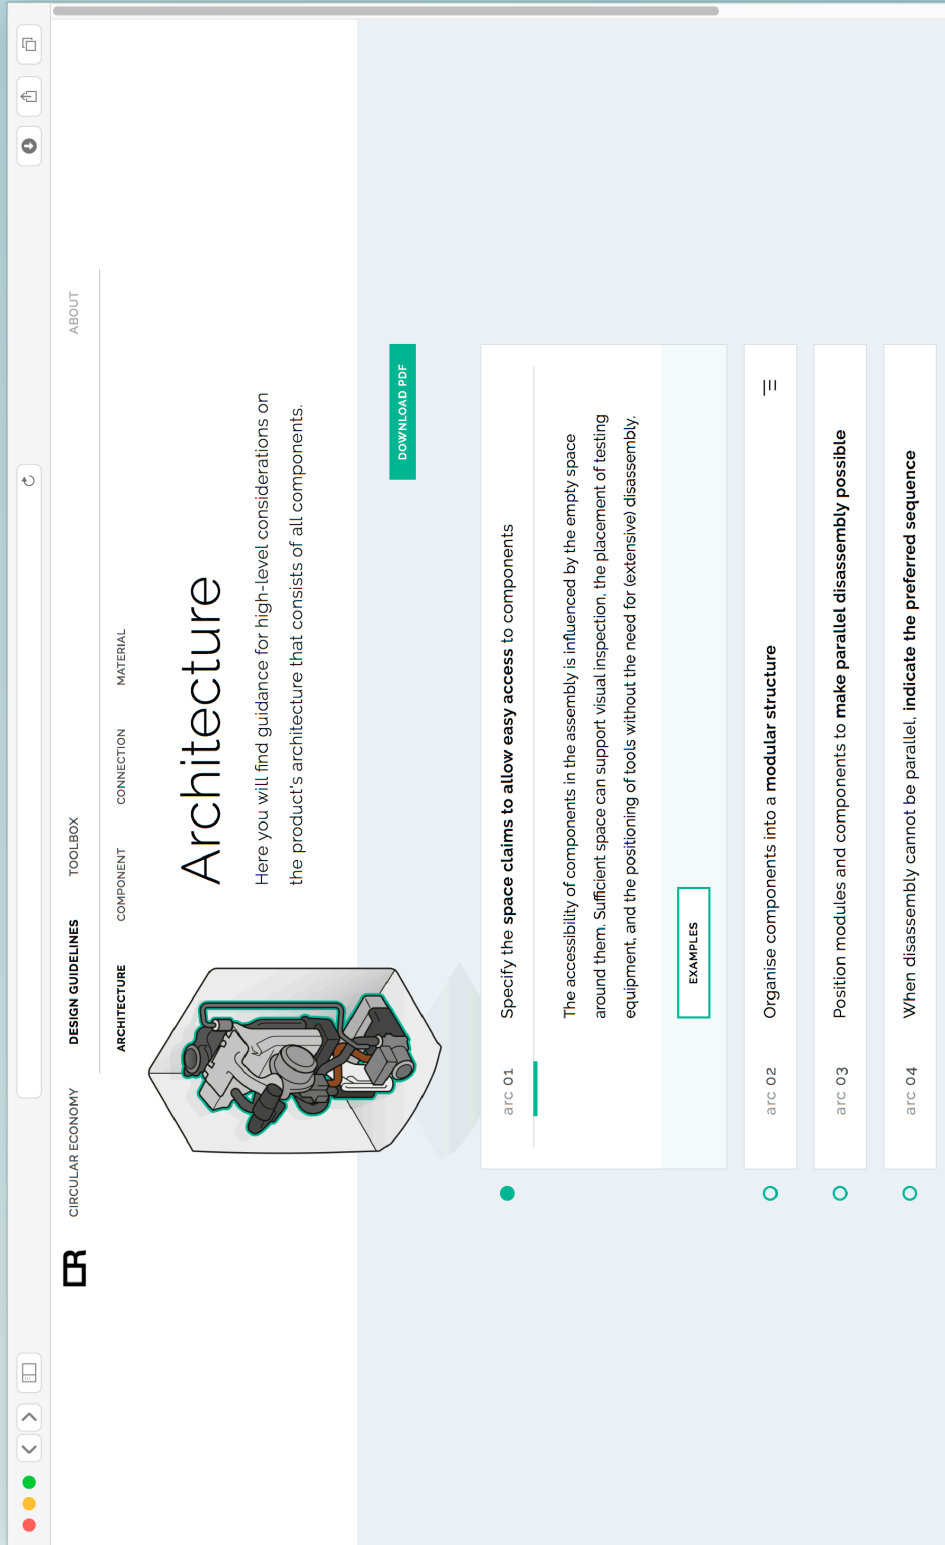 CIRCULAR ECONOMY
DESIGN GUIDELINES
TOOLBOX
ABOUT
ARCHITECTURE
COMPONENT
CONNECTION
MATERIAL
Architecture
Here you will find guidance for high-level considerations on
the product's architecture that consists of all components.
DOWNLOAD PDF
arc 01
Specify the space claims to allow easy access to components
The accessibility of components in the assembly is influenced by the empty space
around them. Sufficient space can support visual inspection, the placement of testing
equipment, and the positioning of tools without the need for (extensive) disassembly.
EXAMPLES
arc 02
Organise components into a modular structure
arc 03
Position modules and components to make parallel disassembly possible
arc 04
When disassembly cannot be parallel, indicate the preferred sequence